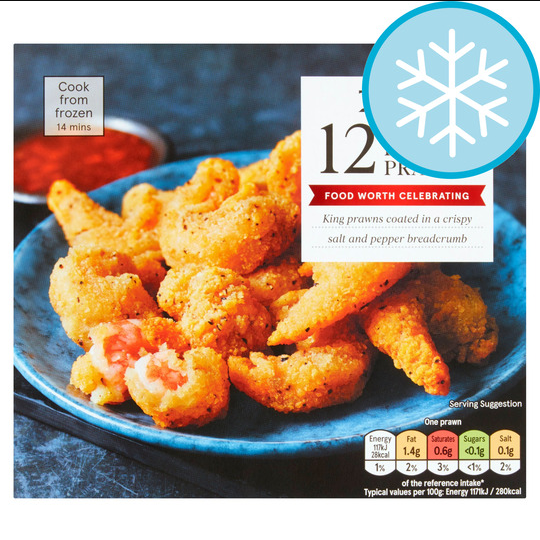 Cook
from
frozen
14 mins
12
FOOD WORTH CELEBRATING
King prawns coated in a crispy
salt and pepper breadcrumb
Serving Suggestion
One prawn
Energy Fat Saturates Sugars Salt
117kJ
28kcal 1.4g 0.6g <0.1g 0.1g
1% 2% 3% <1% 2%
of the reference intake*
Typical values per 100g: Energy 1171kJ / 280kcal